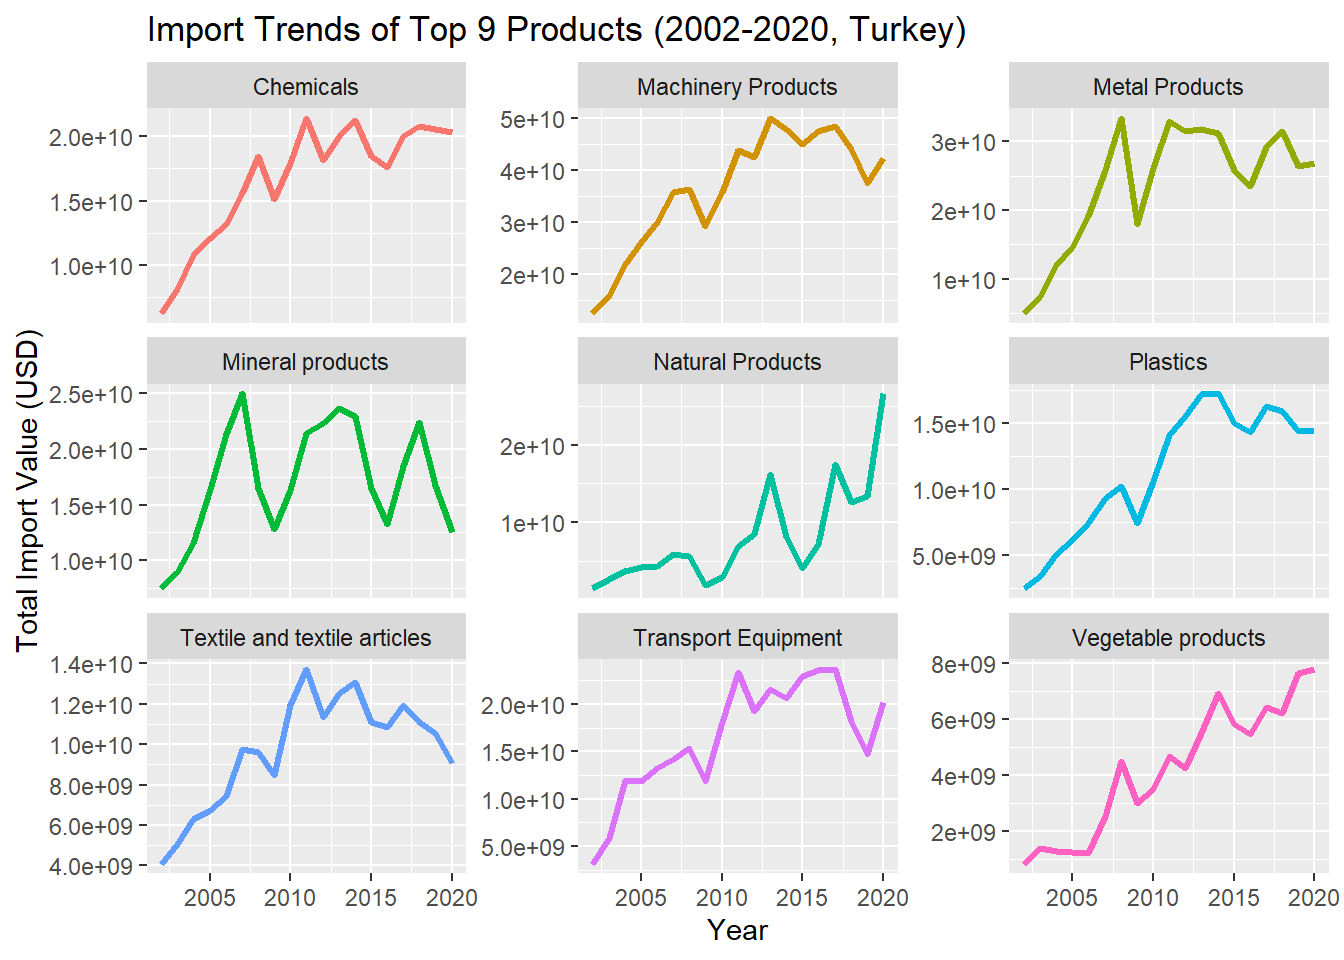 Import Trends of Top 9 Products (2002-2020, Turkey)
Chemicals
2.0e+10
1.5e+10
1.0e+10
Machinery Products
5e+10
4e+10
3e+10
2e+10
Metal Products
3e+10
2e+10
1e+10
Total Import Value (USD)
Mineral products
2.5e+10
2.0e+10
1.5e+10
1.0e+10
Natural Products
2e+10
1e+10
Plastics
1.5e+10
1.0e+10
5.0e+09
Textile and textile articles
1.4e+10
1.2e+10
1.0e+10
8.0e+09
6.0e+09
4.0e+09
2005 2010 2015 2020
Transport Equipment
2.0e+10
1.5e+10
1.0e+10
5.0e+09
2005 2010 2015 2020
Vegetable products
8e+09
6e+09
4e+09
2e+09
2005 2010 2015 2020
Year